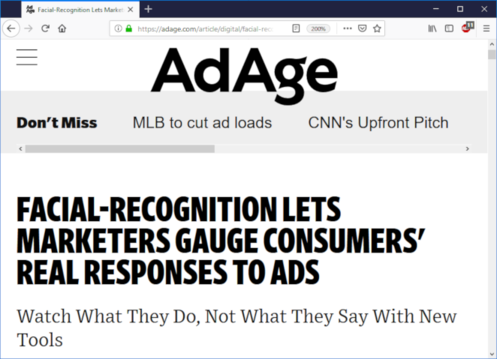 Facial-Recognition Lets Market
https://adage.com/article/digital/facial-rec
200%
AdAge
Don't Miss MLB to cut ad loads CNN's Upfront Pitch
FACIAL-RECOGNITION LETS
MARKETERS GAUGE CONSUMERS'
REAL RESPONSES TO ADS
Watch What They Do, Not What They Say With New
Tools